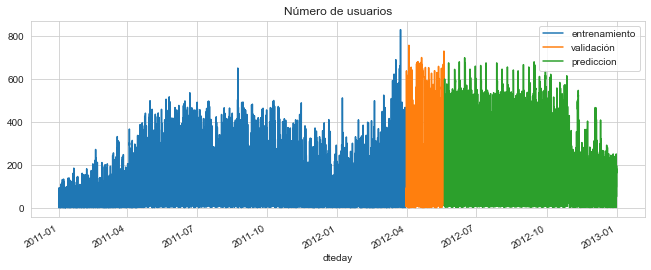 Número de usuarios
entrenamiento
validación
prediccion
800
600
400
200
0
2011-01
2011-04
2011-07
2011-10
2012-01
2012-04
2012-07
2012-10
2013-01
dteday